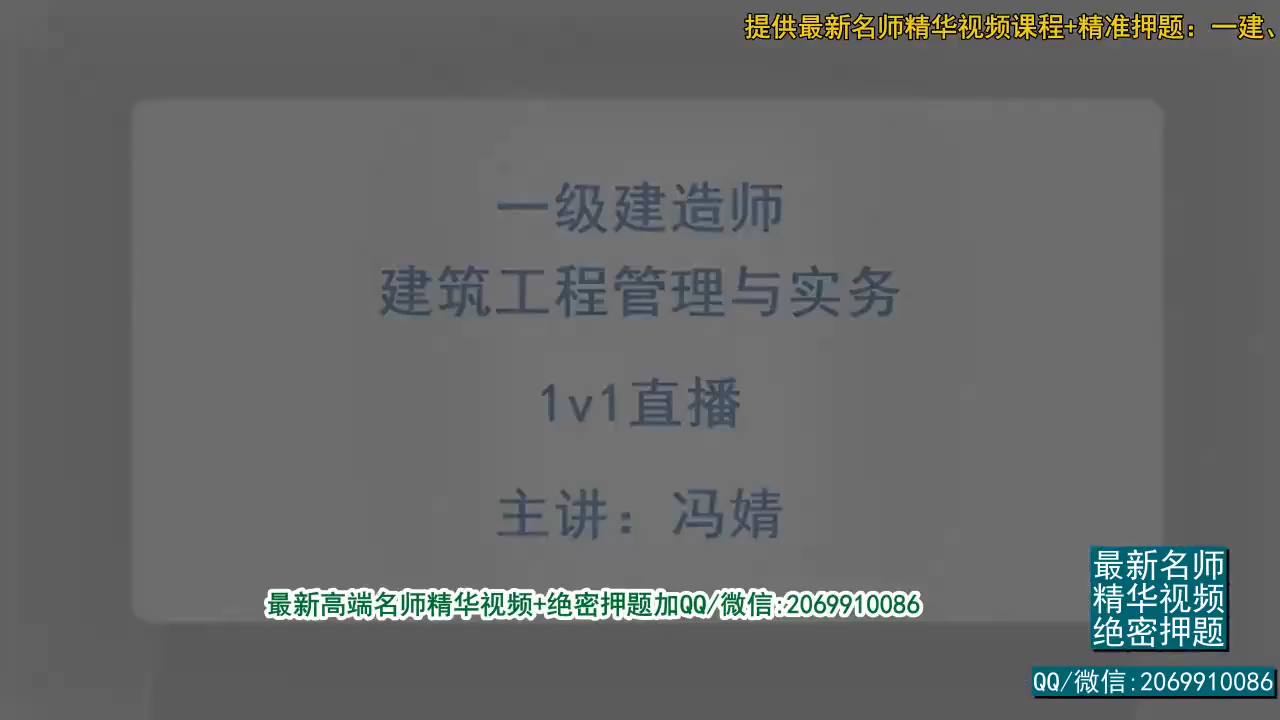 提供最新名师精华视频课程+精准押题：一建、
一级建造师
建筑工程管理与实务
1v1直播
主讲：冯婧
最新高端名师精华视频+绝密押题加QQ/微信:2069910086
最新名师
精华视频
绝密押题
QQ/微信:2069910086